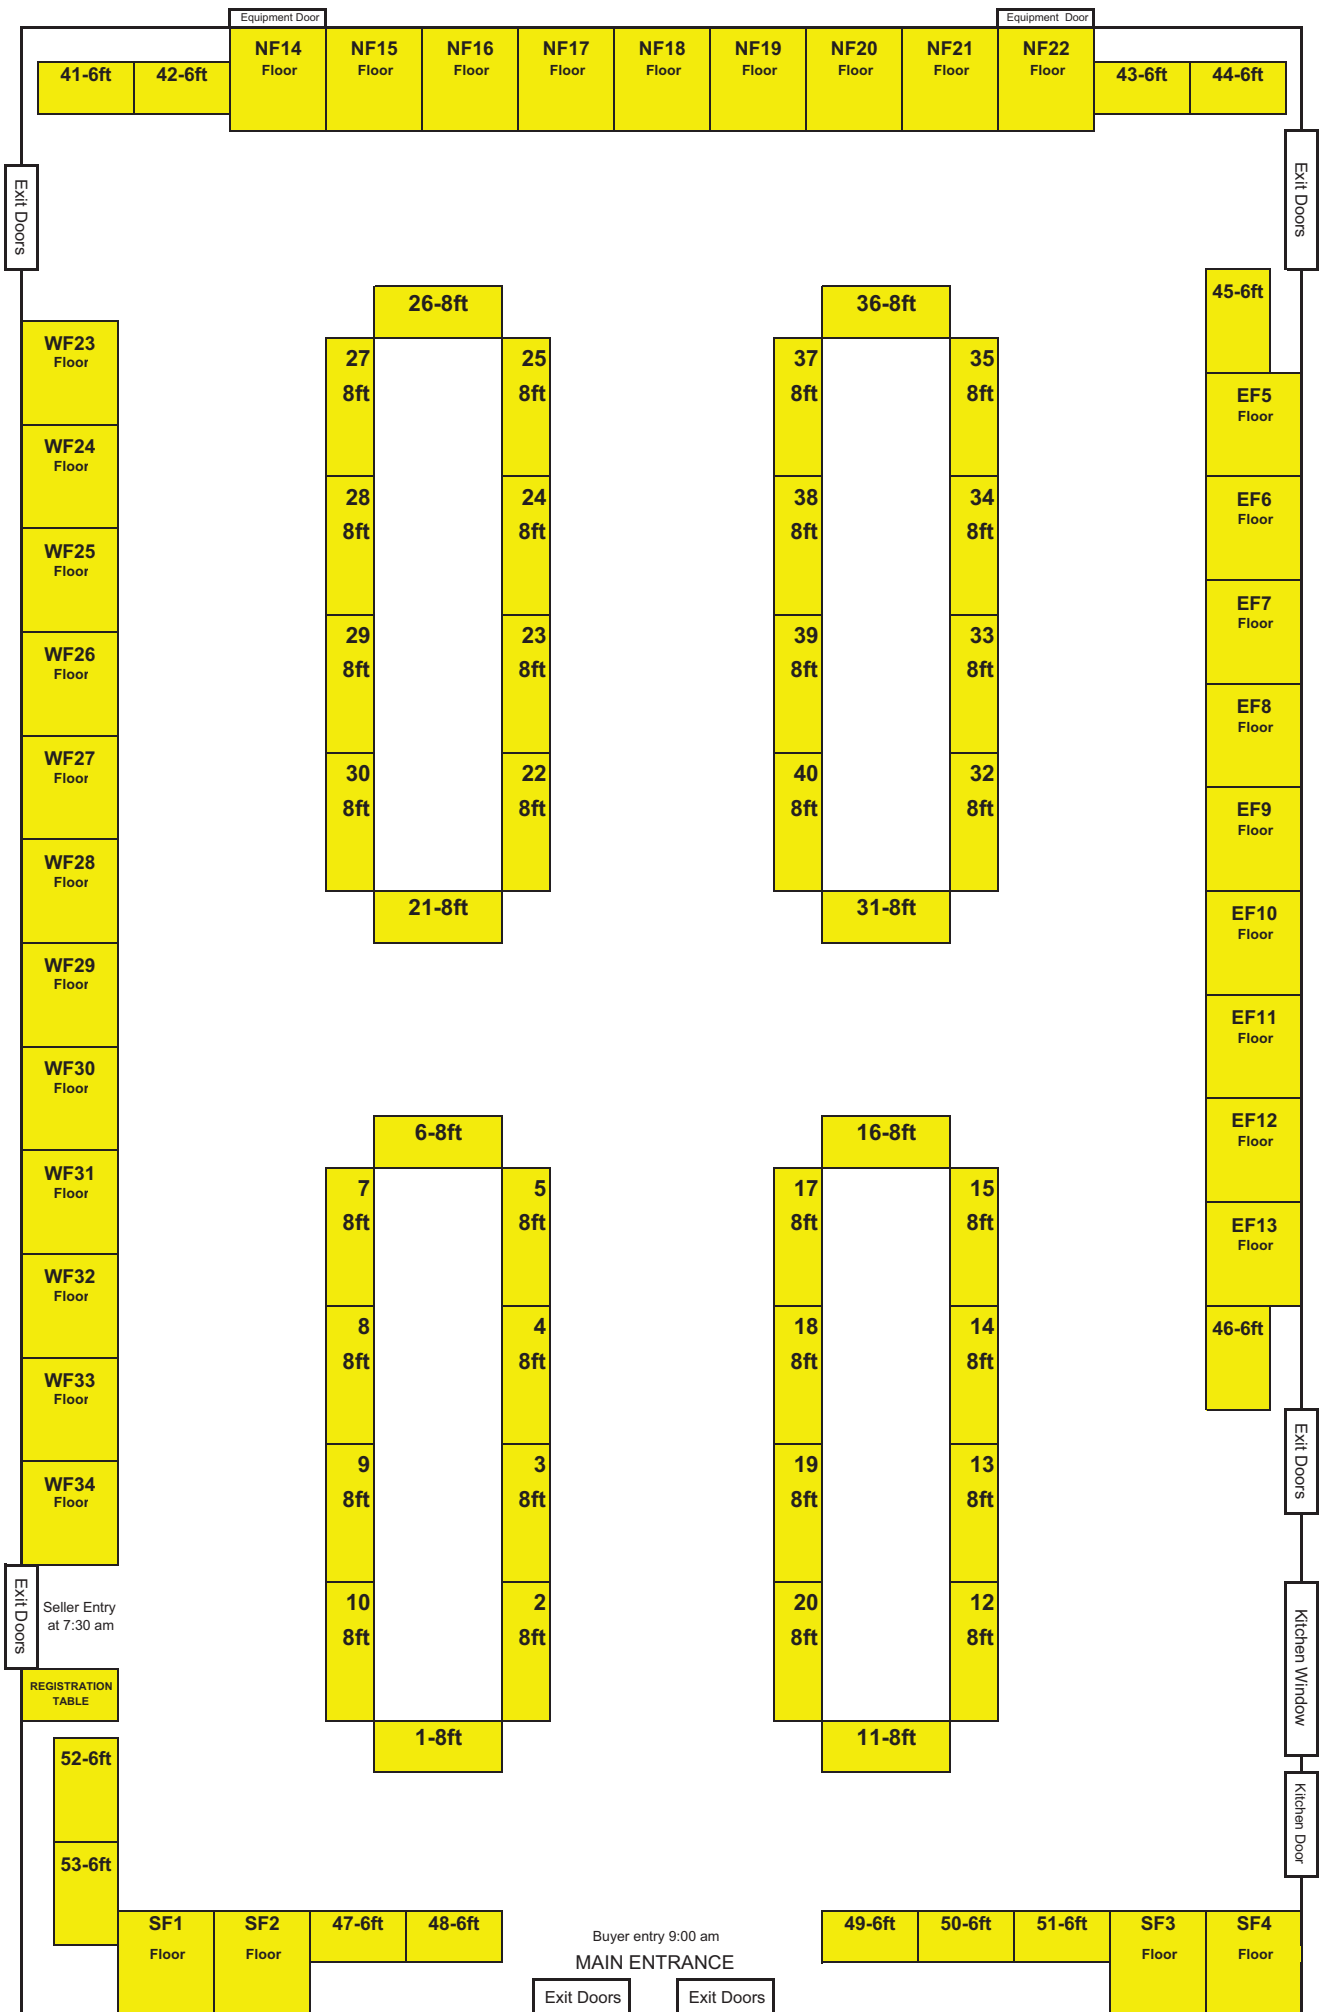 Equipment Door
Equipment Door
41-6ft
42-6ft
NF14
Floor
NF15
Floor
NF16
Floor
NF17
Floor
NF18
Floor
NF19
Floor
NF20
Floor
NF21
Floor
NF22
Floor
43-6ft
44-6ft
Exit Doors
Exit Doors
WF23
Floor
WF24
Floor
WF25
Floor
WF26
Floor
WF27
Floor
WF28
Floor
WF29
Floor
WF30
Floor
WF31
Floor
WF32
Floor
WF33
Floor
WF34
Floor
26-8ft
27
8ft
28
8ft
29
8ft
30
8ft
25
8ft
24
8ft
23
8ft
22
8ft
21-8ft
36-8ft
37
8ft
38
8ft
39
8ft
40
8ft
35
8ft
34
8ft
33
8ft
32
8ft
31-8ft
45-6ft
EF5
Floor
EF6
Floor
EF7
Floor
EF8
Floor
EF9
Floor
EF10
Floor
EF11
Floor
EF12
Floor
EF13
Floor
46-6ft
6-8ft
7
8ft
8
8ft
9
8ft
10
8ft
5
8ft
4
8ft
3
8ft
2
8ft
1-8ft
16-8ft
17
8ft
18
8ft
19
8ft
20
8ft
15
8ft
14
8ft
13
8ft
12
8ft
11-8ft
Exit Doors
Kitchen Window
Kitchen Door
Exit Doors
Seller Entry
at 7:30 am
REGISTRATION
TABLE
52-6ft
53-6ft
SF1
Floor
SF2
Floor
47-6ft
48-6ft
Buyer entry 9:00 am
MAIN ENTRANCE
Exit Doors
Exit Doors
49-6ft
50-6ft
51-6ft
SF3
Floor
SF4
Floor